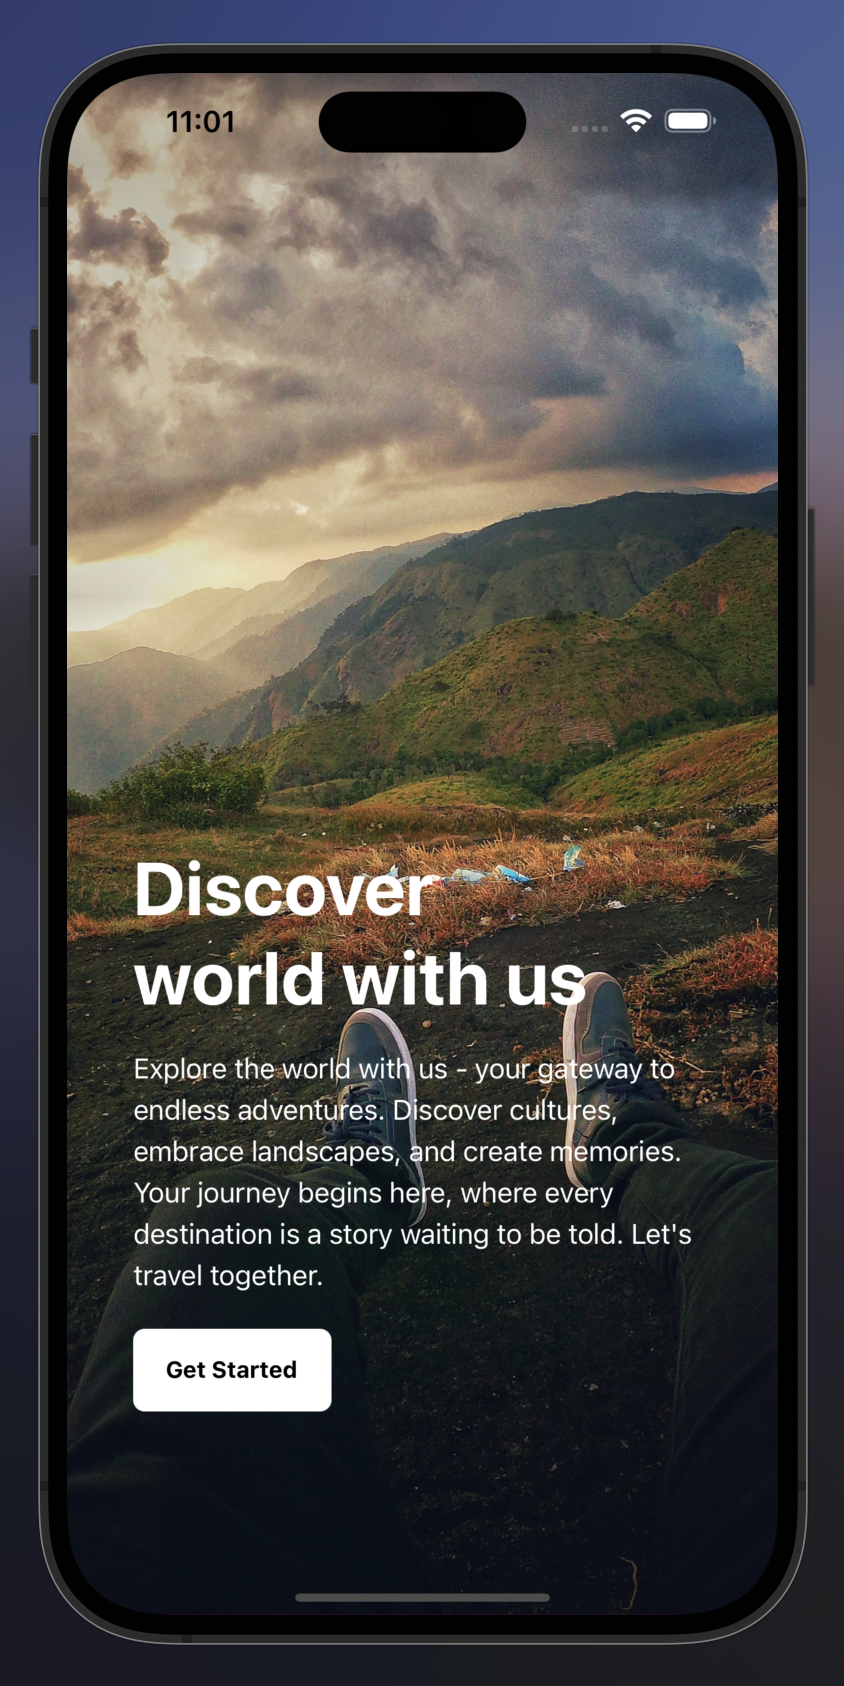 11:01
Discover
world with us
Explore the world with us - your gateway to
endless adventures. Discover cultures,
embrace landscapes, and create memories.
Your journey begins here, where every
destination is a story waiting to be told. Let's
travel together.
Get Started